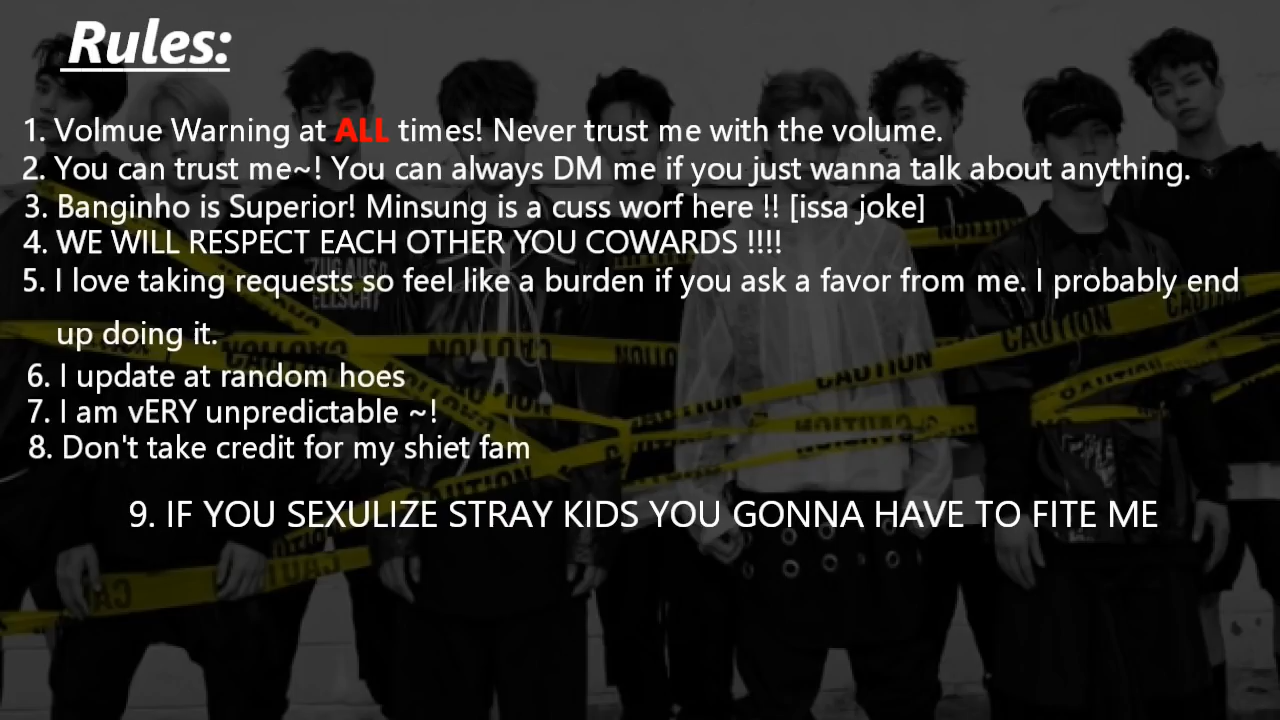 Rules:
1. Volmue Warning at ALL times! Never trust me with the volume.
2. You can trust me~! You can always DM me if you just wanna talk about anything.
3. Banginho is Superior! Minsung is a cuss worf here !! [issa joke]
4. WE WILL RESPECT EACH OTHER YOU COWARDS !!!!
5. I love taking requests so feel like a burden if you ask a favor from me. I probably end
up doing it.
6. I update at random hoes
7. I am vERY unpredictable ~!
8. Don't take credit for my shiet fam
9. IF YOU SEXULIZE STRAY KIDS YOU GONNA HAVE TO FITE ME
CAUTION
CAUTION
CAUTION
CAUTION